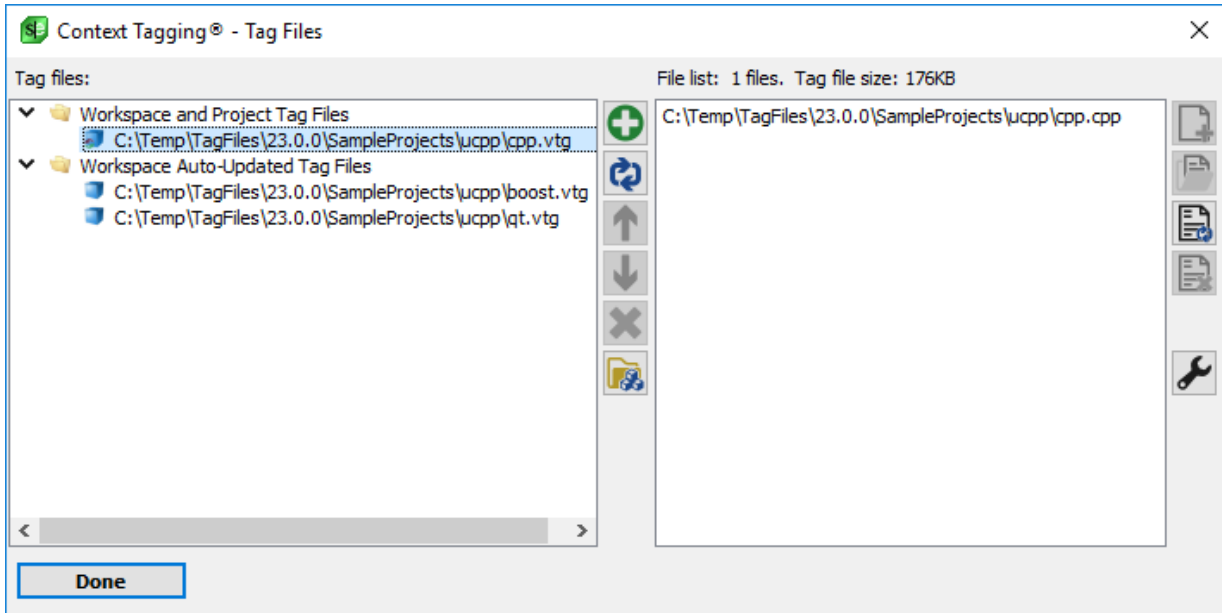 Context Tagging® - Tag Files
Tag files:
File list: 1 files. Tag file size: 176KB
Workspace and Project Tag Files
C:\Temp\TagFiles\23.0.0\SampleProjects\ucpp\cpp.vtg
Workspace Auto-Updated Tag Files
C:\Temp\TagFiles\23.0.0\SampleProjects\ucpp\boost.vtg
C:\Temp\TagFiles\23.0.0\SampleProjects\ucpp\qt.vtg
C:\Temp\TagFiles\23.0.0\SampleProjects\ucpp\cpp.cpp
Done